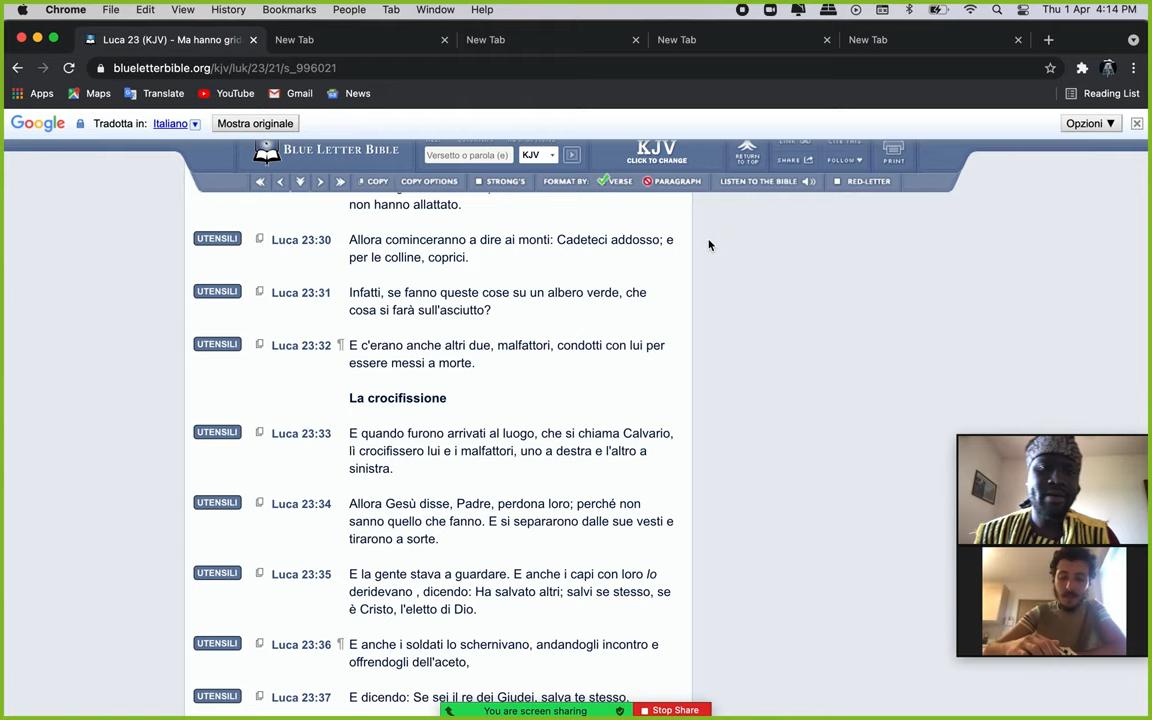 Chrome File Edit View History Bookmarks People Tab Window Help Thu 1 Apr 4:14 PM
Luca 23 (KJV) - Ma hanno grid New Tab New Tab New Tab New Tab
blueletterbible.org/kjv/luk/23/21/s_996021
Apps Maps Translate YouTube Gmail News Reading List
Google Tradotta in: Italiano Mostra originale Opzioni ▼
BLUE LETTER BIBLE Versetto o parola (e) KJV KJV CLICK TO CHANGE RETURN TO TOP SHARE FOLLOW PRINT
COPY COPY OPTIONS STRONG'S FORMAT BY: VERSE PARAGRAPH LISTEN TO THE BIBLE RED-LETTER
non hanno allattato.
UTENSILI Luca 23:30 Allora cominceranno a dire ai monti: Cadeteci addosso; e
per le colline, coprici.
UTENSILI Luca 23:31 Infatti, se fanno queste cose su un albero verde, che
cosa si farà sull'asciutto?
UTENSILI Luca 23:32 ¶ E c'erano anche altri due, malfattori, condotti con lui per
essere messi a morte.
La crocifissione
UTENSILI Luca 23:33 E quando furono arrivati al luogo, che si chiama Calvario,
lì crocifissero lui e i malfattori, uno a destra e l'altro a
sinistra.
UTENSILI Luca 23:34 Allora Gesù disse, Padre, perdona loro; perché non
sanno quello che fanno. E si separarono dalle sue vesti e
tirarono a sorte.
UTENSILI Luca 23:35 E la gente stava a guardare. E anche i capi con loro lo
deridevano , dicendo: Ha salvato altri; salvi se stesso, se
è Cristo, l'eletto di Dio.
UTENSILI Luca 23:36 ¶ E anche i soldati lo schernivano, andandogli incontro e
offrendogli dell'aceto,
UTENSILI Luca 23:37 E dicendo: Se sei il re dei Giudei, salva te stesso.
You are screen sharing Stop Share